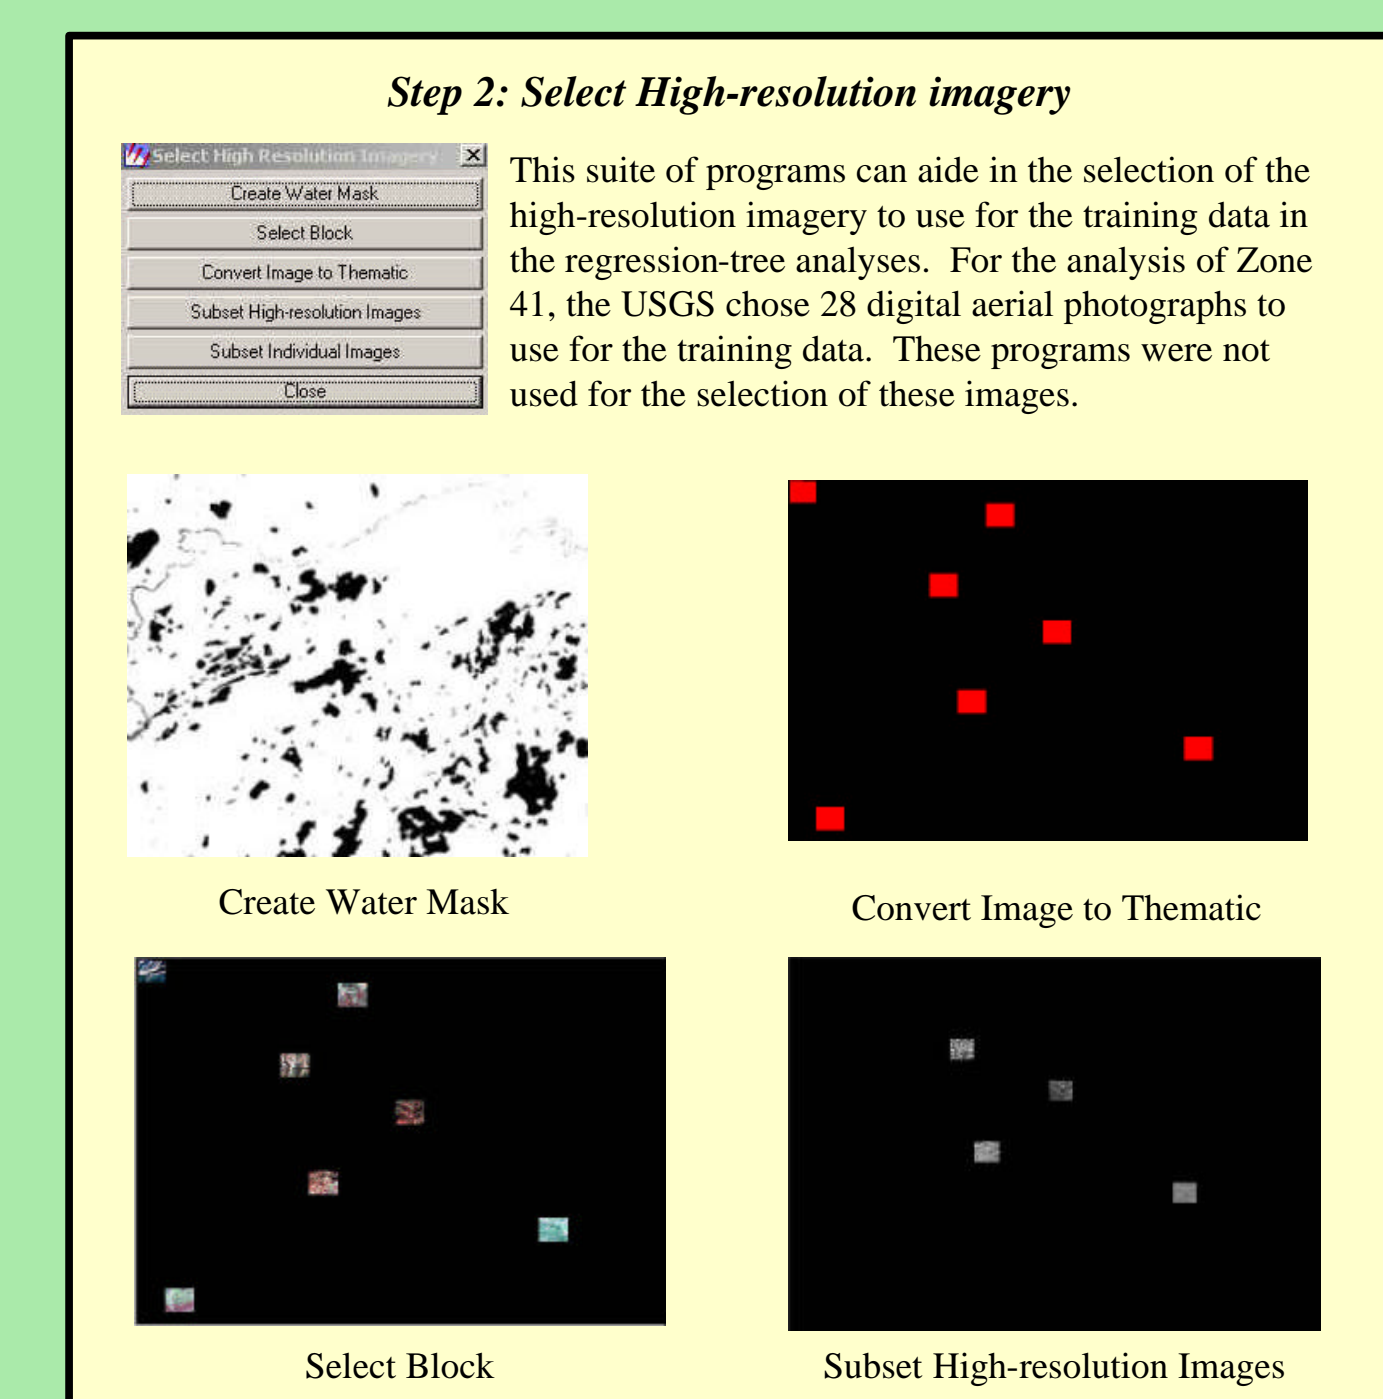 Step 2: Select High-resolution imagery
Select High Resolution Imagery
Create Water Mask
Select Block
Convert Image to Thematic
Subset High-resolution Images
Subset Individual Images
Close
This suite of programs can aide in the selection of the
high-resolution imagery to use for the training data in
the regression-tree analyses. For the analysis of Zone
41, the USGS chose 28 digital aerial photographs to
use for the training data. These programs were not
used for the selection of these images.
Create Water Mask
Convert Image to Thematic
Select Block
Subset High-resolution Images